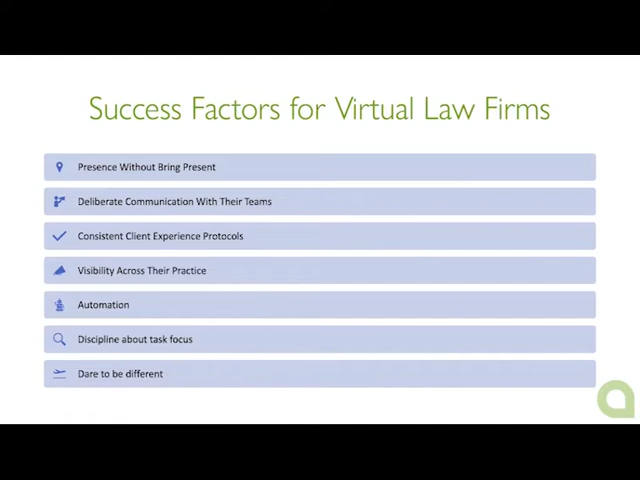 Success Factors for Virtual Law Firms
Presence Without Bring Present
Deliberate Communication With Their Teams
Consistent Client Experience Protocols
Visibility Across Their Practice
Automation
Discipline about task focus
Dare to be different